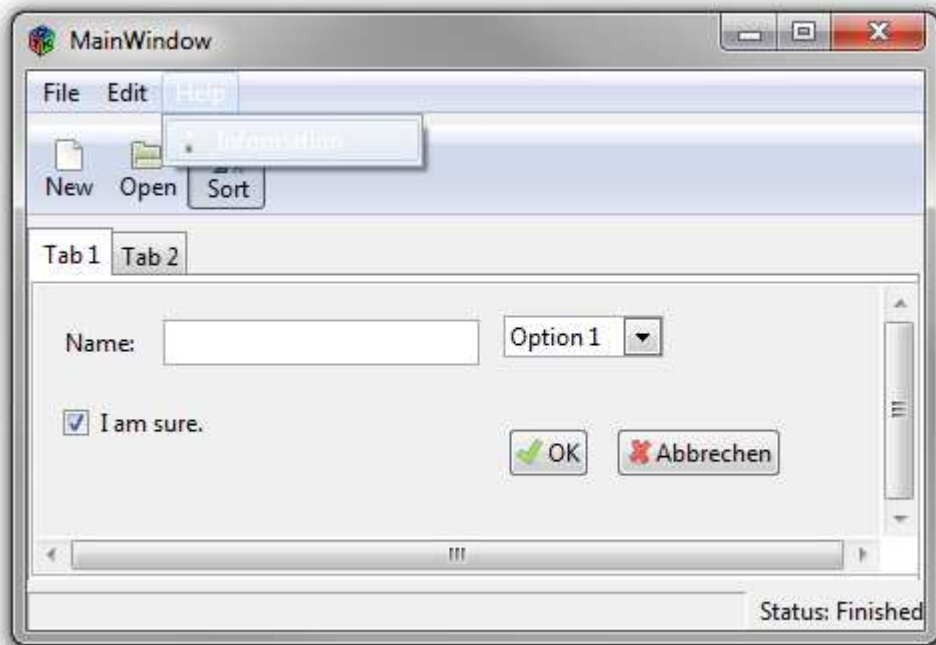 MainWindow
File Edit Help
Information
New Open Sort
Tab 1 Tab 2
Name: Option 1
I am sure.
OK Abbrechen
Status: Finished